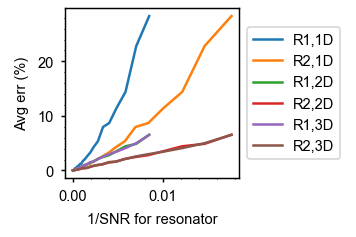 Avg err (%)
20
10
0
0.00
0.01
1/SNR for resonator
R1,1D
R2,1D
R1,2D
R2,2D
R1,3D
R2,3D